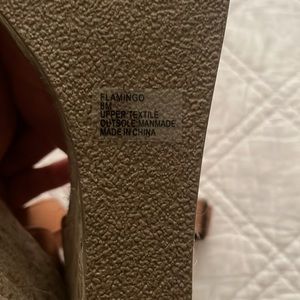 FLAMINGO
8M
UPPER:TEXTILE
OUTSOLE:MANMADE
MADE IN CHINA